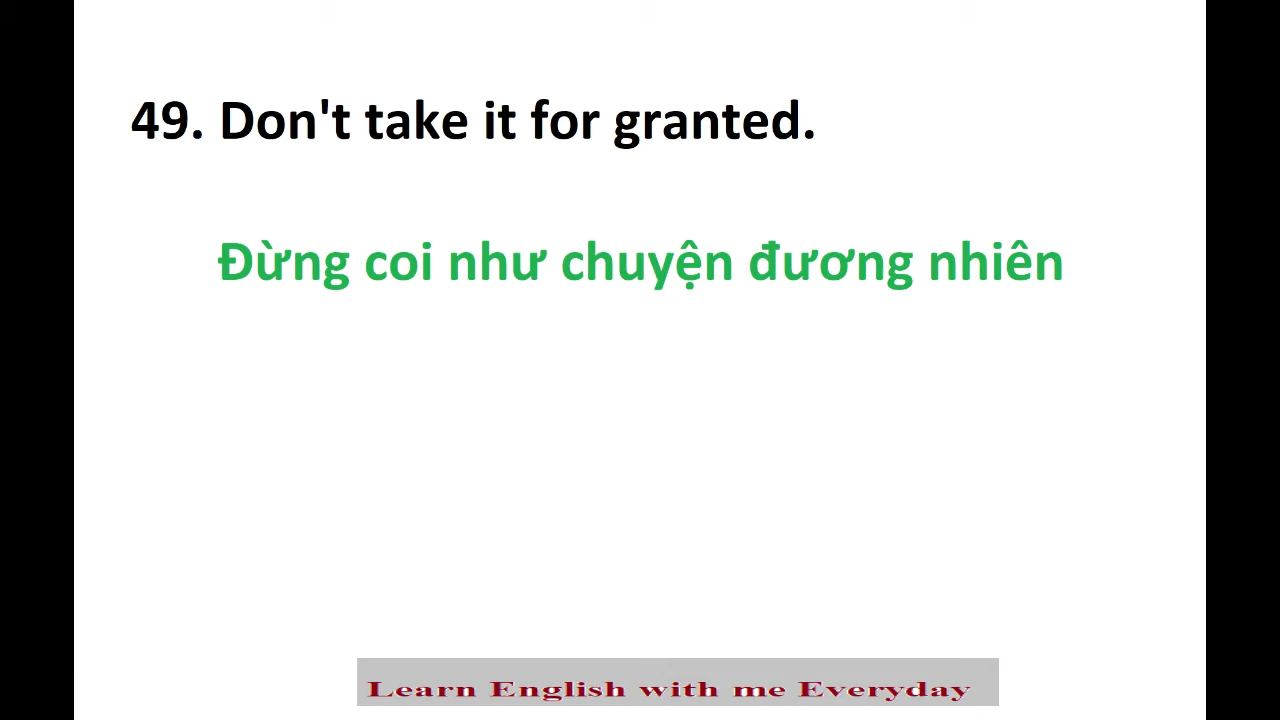 49. Don't take it for granted.
Đừng coi như chuyện đương nhiên
Learn English with me Everyday